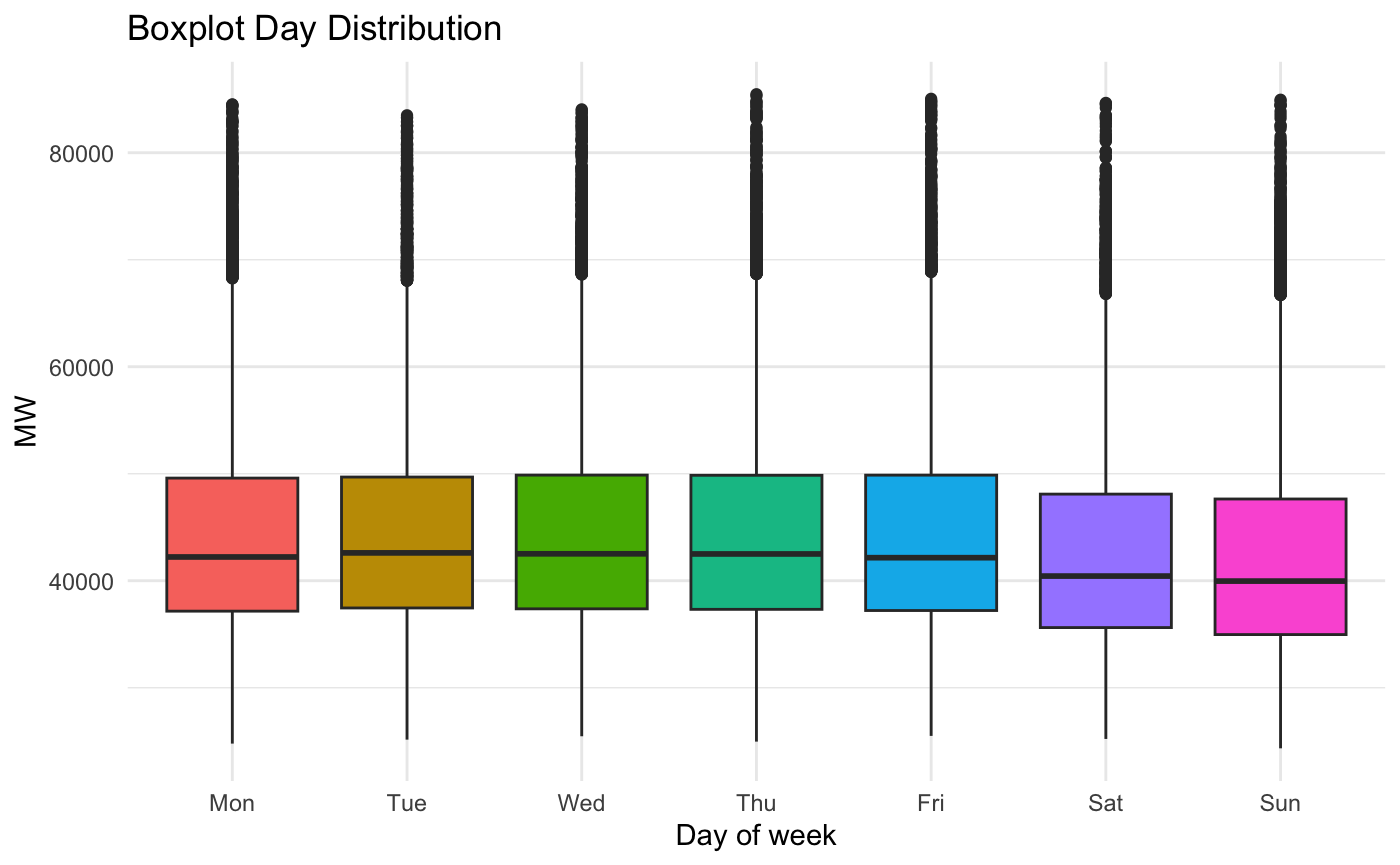 Boxplot Day Distribution
MW
80000
60000
40000
Mon Tue Wed Thu Fri Sat Sun
Day of week